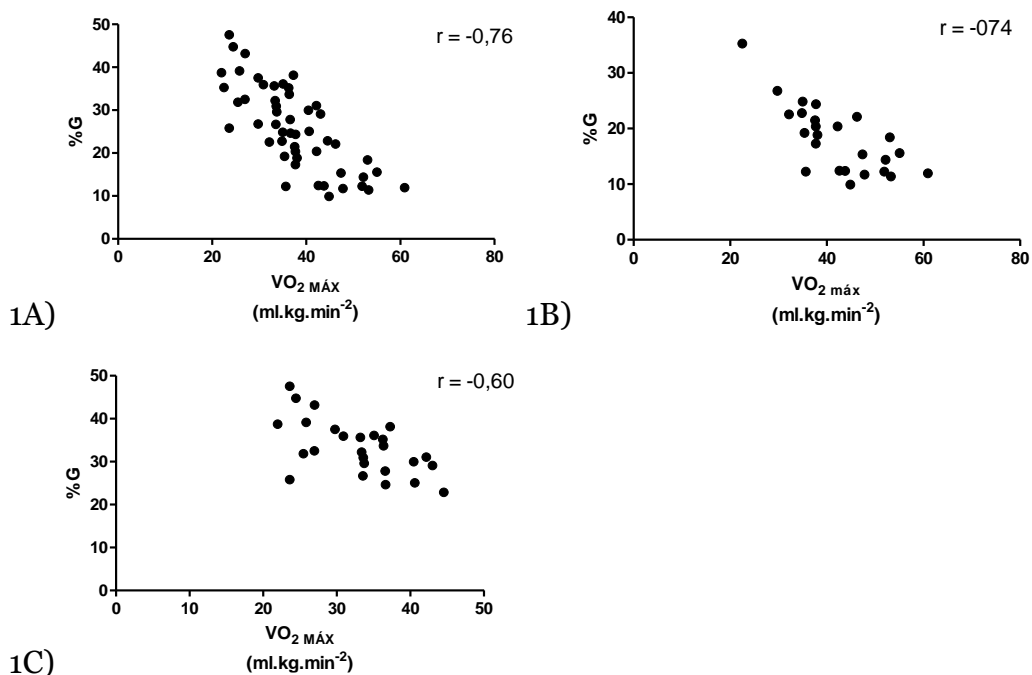 r = -0,76
50
40
30
20
10
0
%G
0 20 40 60 80
VO₂ MÁX
(ml.kg.min⁻²)
1A)
r = -074
40
30
20
10
0
%G
0 20 40 60 80
VO₂ máx
(ml.kg.min⁻²)
1B)
r = -0,60
50
40
30
20
10
0
%G
0 10 20 30 40 50
VO₂ MÁX
(ml.kg.min⁻²)
1C)